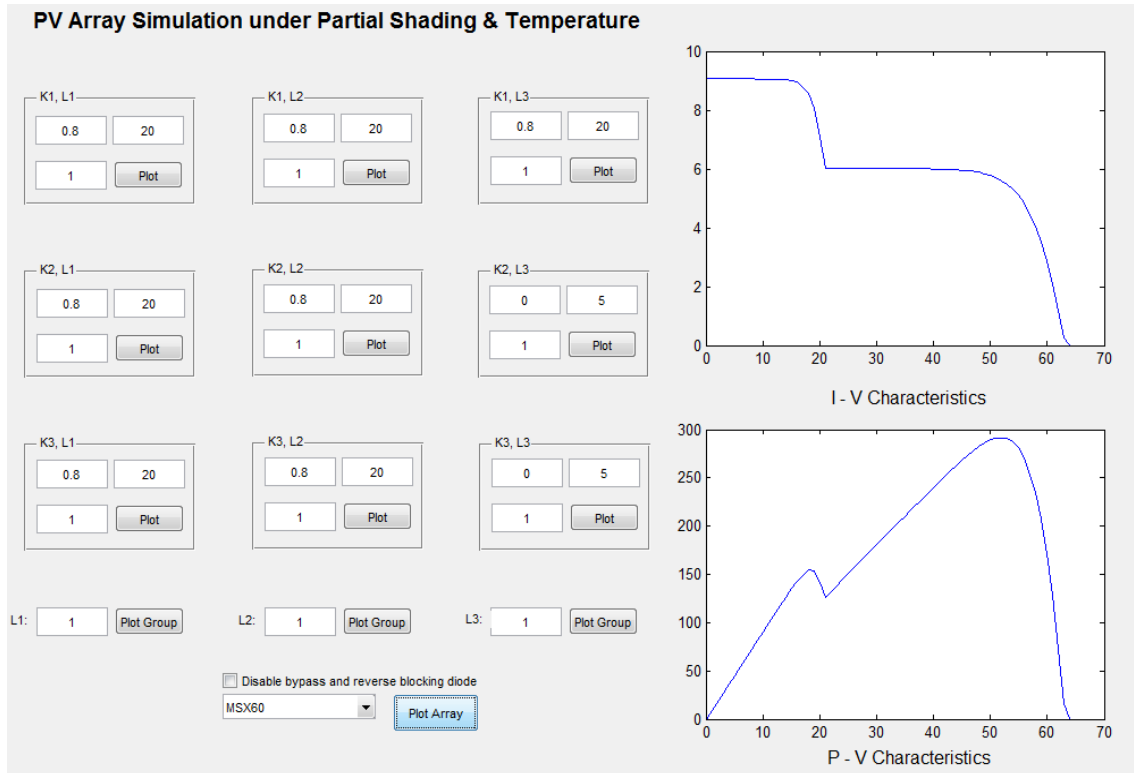 PV Array Simulation under Partial Shading & Temperature
K1, L1
0.8 20
1 Plot
K1, L2
0.8 20
1 Plot
K1, L3
0.8 20
1 Plot
K2, L1
0.8 20
1 Plot
K2, L2
0.8 20
1 Plot
K2, L3
0 5
1 Plot
K3, L1
0.8 20
1 Plot
K3, L2
0.8 20
1 Plot
K3, L3
0 5
1 Plot
L1: 1 Plot Group
L2: 1 Plot Group
L3: 1 Plot Group
Disable bypass and reverse blocking diode
MSX60
Plot Array
10
8
6
4
2
0
0 10 20 30 40 50 60 70
I - V Characteristics
300
250
200
150
100
50
0
0 10 20 30 40 50 60 70
P - V Characteristics